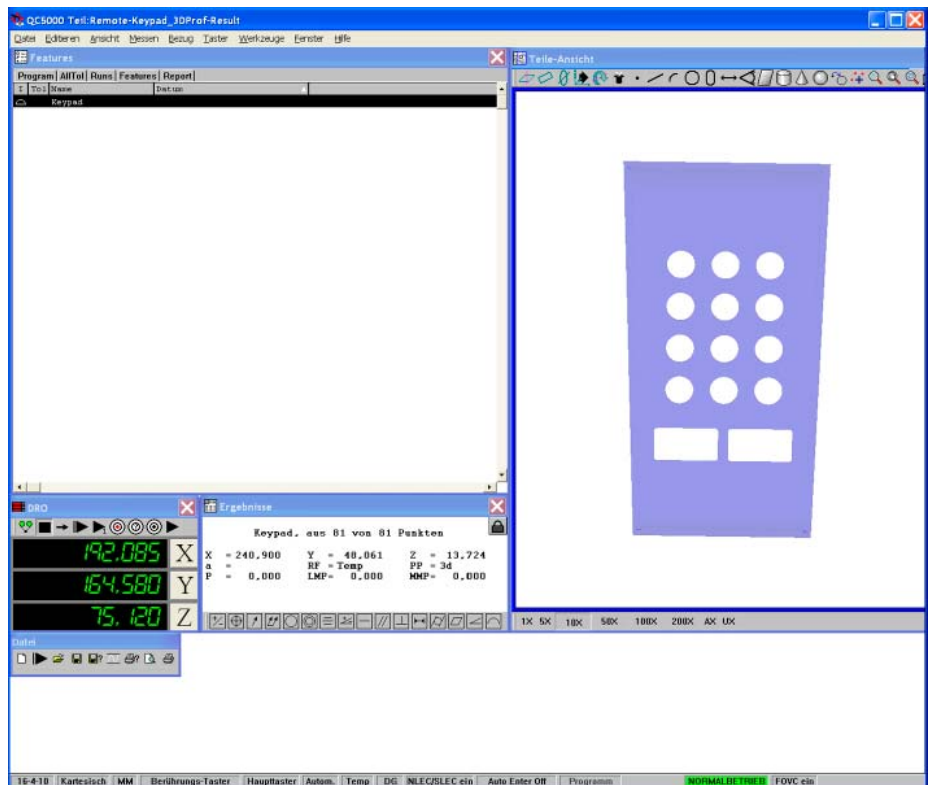 QC5000 Teil:Remote-Keypad_3DProf-Result
Datei Editieren Ansicht Messen Bezug Taster Werkzeuge Fenster Hilfe
Features
Program AllTol Runs Features Report
I Tol Name Datum
Keypad
Teile-Ansicht
DRO
192.085 X
164.580 Y
75.120 Z
Ergebnisse
Keypad, aus 81 von 81 Punkten
X =240,900 Y = 48,061 Z = 13,724
a = RF =Temp PP = 3d
P = 0,000 LMP= 0,000 MMP= 0,000
1X 5X 10X 50X 100X 200X AX UX
Datei
16-4-10 Kartesisch MM Berührungs-Taster Haupttaster Autom. Temp DG NLEC/SLEC ein Auto Enter Off Programm NORMALBETRIEB FOVC ein